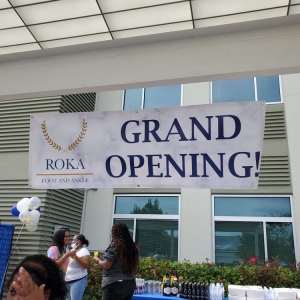 GRAND
OPENING!
ROKA
FOOT AND ANKLE